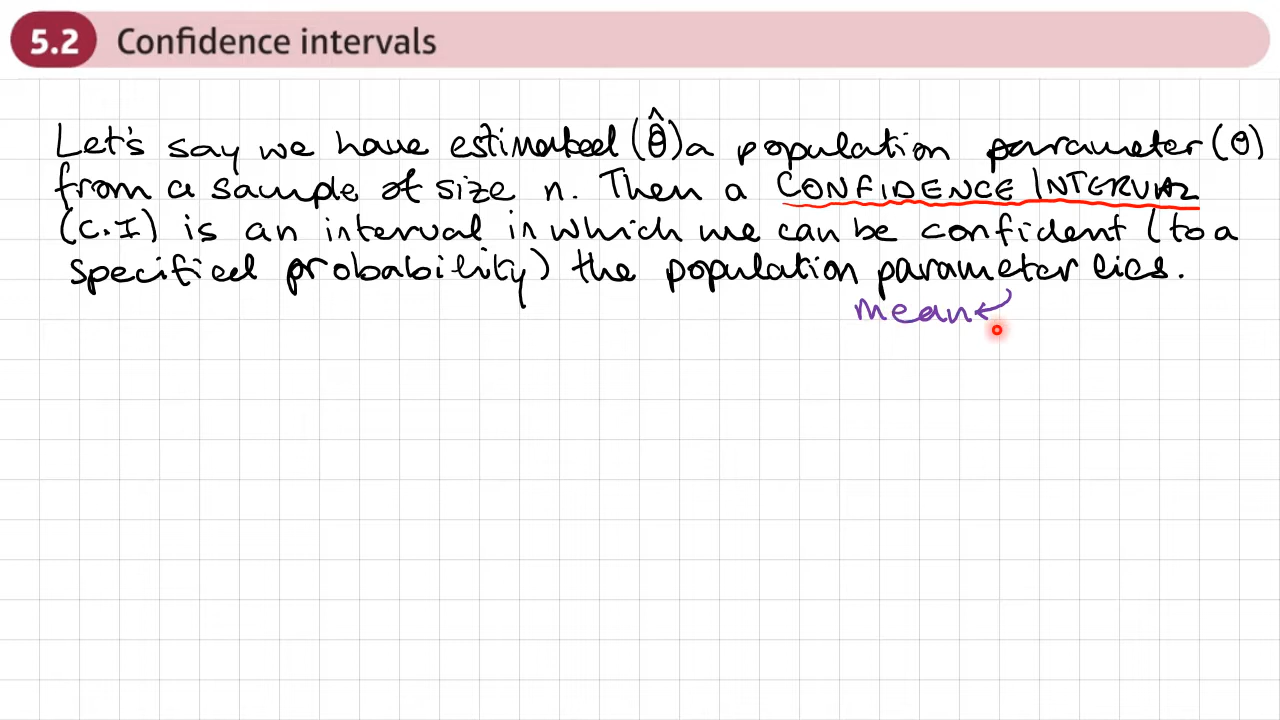 5.2 Confidence intervals
Let's say we have estimated (θ̂) a population parameter (θ)
from a sample of size n. Then a CONFIDENCE INTERVAL
(C.I) is an interval in which we can be confident (to a
specified probability) the population parameter lies.
mean